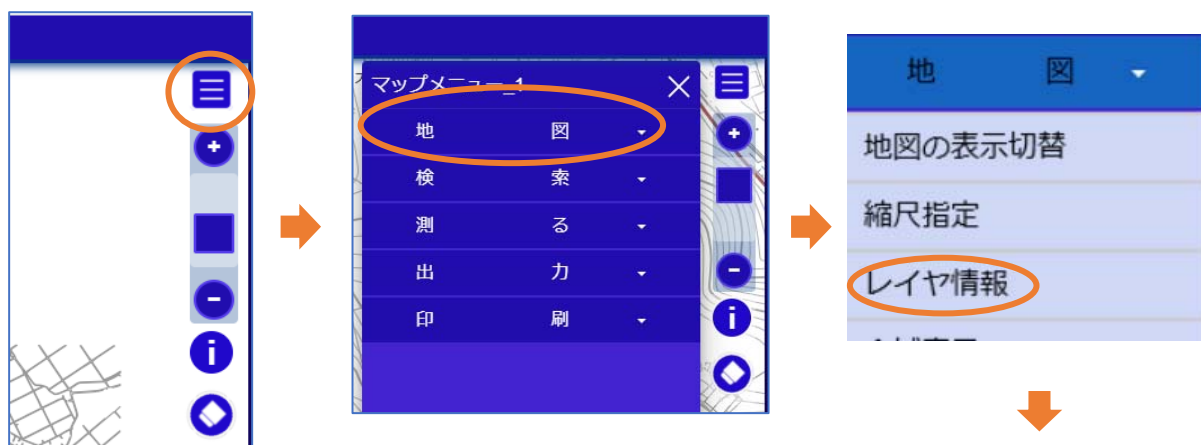 マップメニュー_1
地 図
検 索
測 る
出 力
印 刷
+
-
i
+
-
i
地 図
地図の表示切替
縮尺指定
レイヤ情報